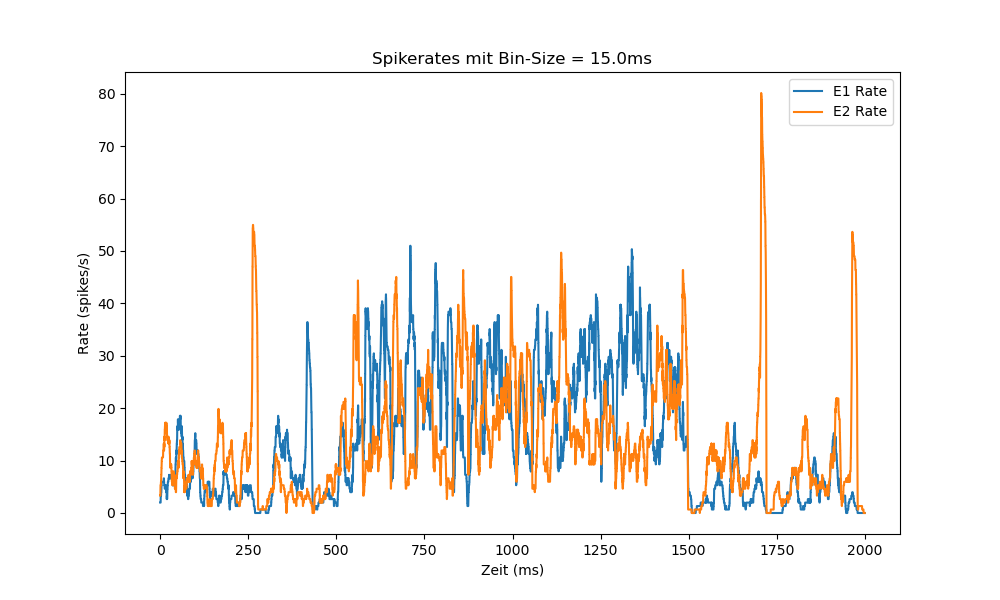 Spikerates mit Bin-Size = 15.0ms
E1 Rate
E2 Rate
80
70
60
50
40
30
20
10
0
Rate (spikes/s)
0 250 500 750 1000 1250 1500 1750 2000
Zeit (ms)